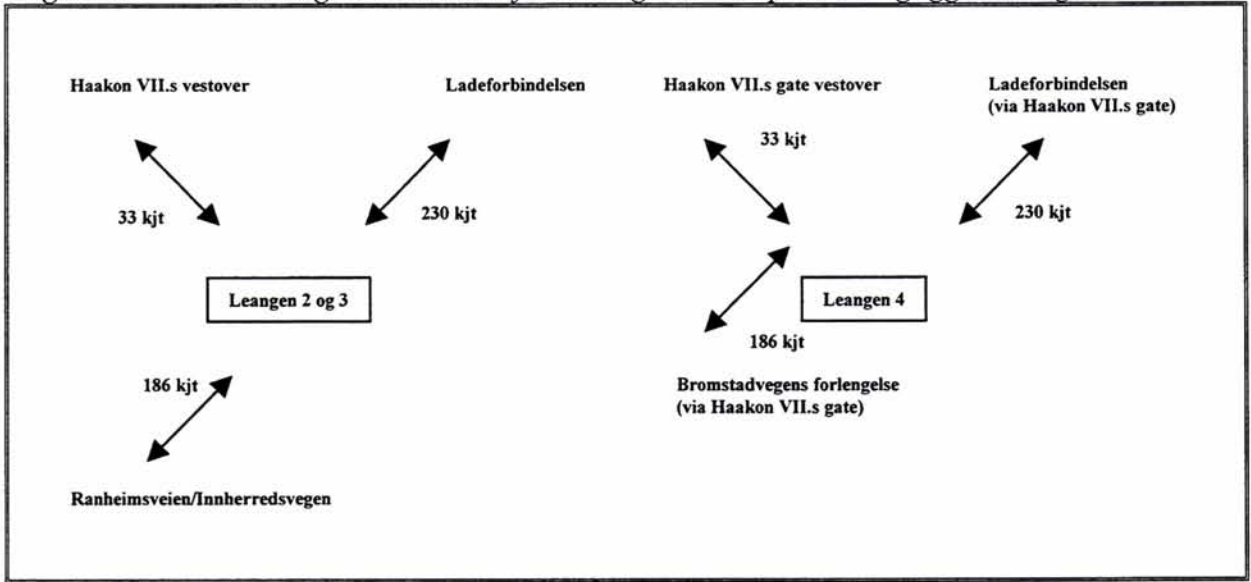 Haakon VII.s vestover
Ladeforbindelsen
33 kjt
230 kjt
Leangen 2 og 3
186 kjt
Ranheimsveien/Innherredsvegen
Haakon VII.s gate vestover
Ladeforbindelsen
(via Haakon VII.s gate)
33 kjt
230 kjt
Leangen 4
186 kjt
Bromstadvegens forlengelse
(via Haakon VII.s gate)